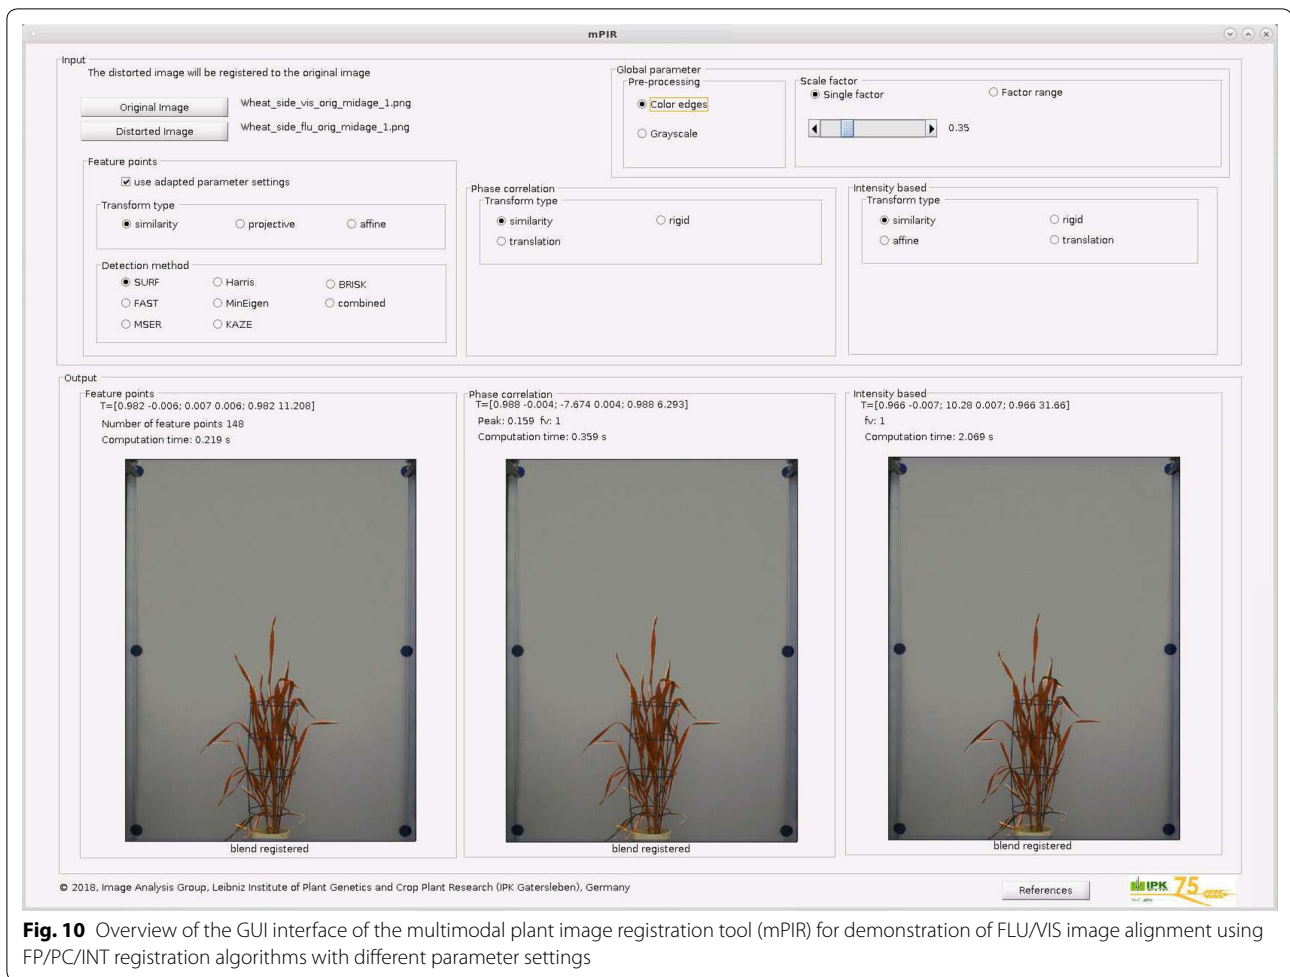 mPIR
Input
The distorted image will be registered to the original image
Original Image
Wheat_side_vis_orig_midage_1.png
Distorted Image
Wheat_side_flu_orig_midage_1.png
Global parameter
Pre-processing
Color edges
Grayscale
Scale factor
Single factor
Factor range
0.35
Feature points
use adapted parameter settings
Transform type
similarity
projective
affine
Detection method
SURF
Harris
BRISK
FAST
MinEigen
combined
MSER
KAZE
Phase correlation
Transform type
similarity
rigid
translation
Intensity based
Transform type
similarity
rigid
affine
translation
Output
Feature points
T=[0.982 -0.006; 0.007 0.006; 0.982 11.208]
Number of feature points 148
Computation time: 0.219 s
blend registered
Phase correlation
T=[0.988 -0.004; -7.674 0.004; 0.988 6.293]
Peak: 0.159 fv: 1
Computation time: 0.359 s
blend registered
Intensity based
T=[0.966 -0.007; 10.28 0.007; 0.966 31.66]
fv: 1
Computation time: 2.069 s
blend registered
© 2018, Image Analysis Group, Leibniz Institute of Plant Genetics and Crop Plant Research (IPK Gatersleben), Germany
References
IPK 75
Fig. 10 Overview of the GUI interface of the multimodal plant image registration tool (mPIR) for demonstration of FLU/VIS image alignment using
FP/PC/INT registration algorithms with different parameter settings